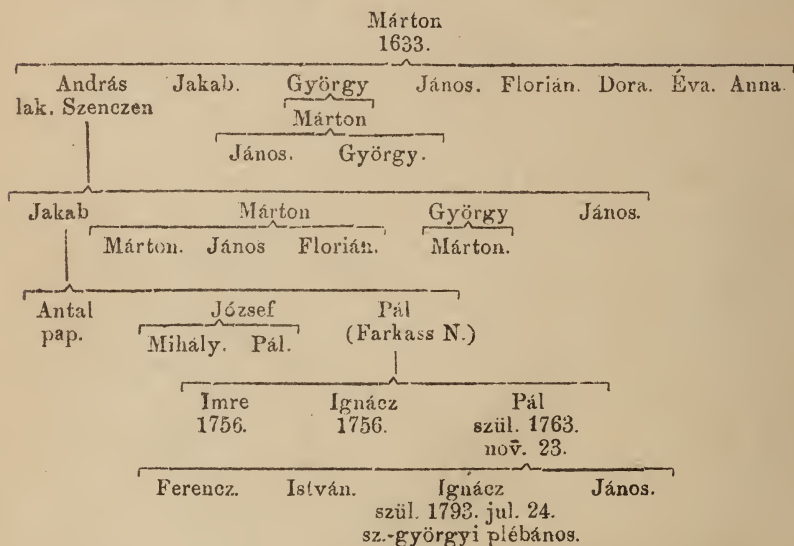 Márton
1633.
András Jakab. György János. Florián. Dora. Éva. Anna.
lak. Szenczen
Márton
János. György.
Jakab Márton György János.
Márton. János Florián. Márton.
Antal József Pál
pap. (Farkass N.)
Mihály. Pál.
Imre Ignácz Pál
1756. 1756. szül. 1763.
nov. 23.
Ferencz. István. Ignácz János.
szül. 1793. jul. 24.
sz.-györgyi plébános.